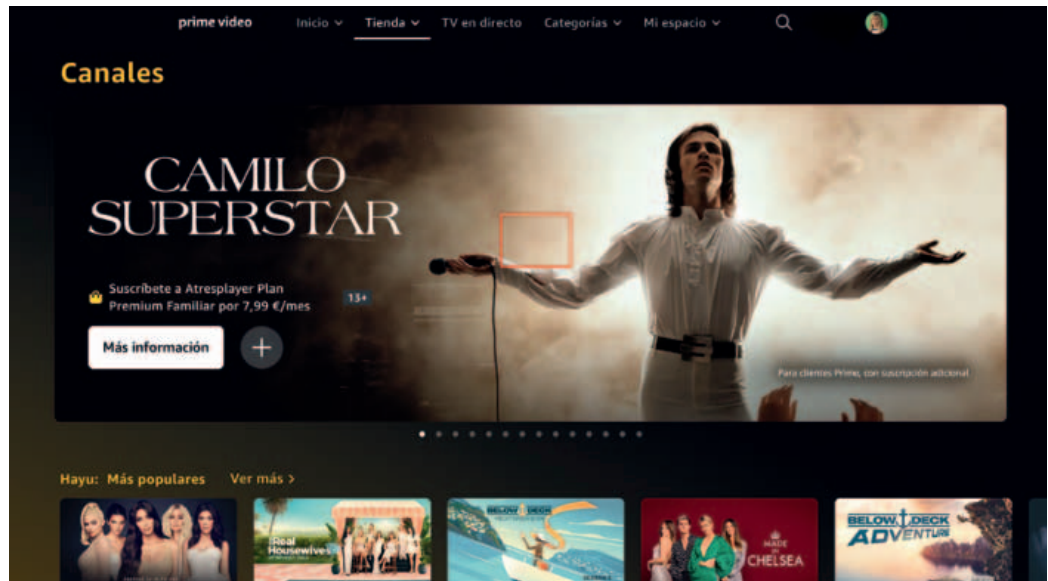 prime video
Inicio
Tienda
TV en directo
Categorías
Mi espacio
Canales
CAMILO
SUPERSTAR
Suscríbete a Atresplayer Plan
Premium Familiar por 7,99 €/mes
13+
Más información
Para clientes Prime, con suscripción adicional
Hayu: Más populares
Ver más >
Real
Housewives
BELOW DECK
MADE
IN
CHELSEA
BELOW DECK
ADVENTURE